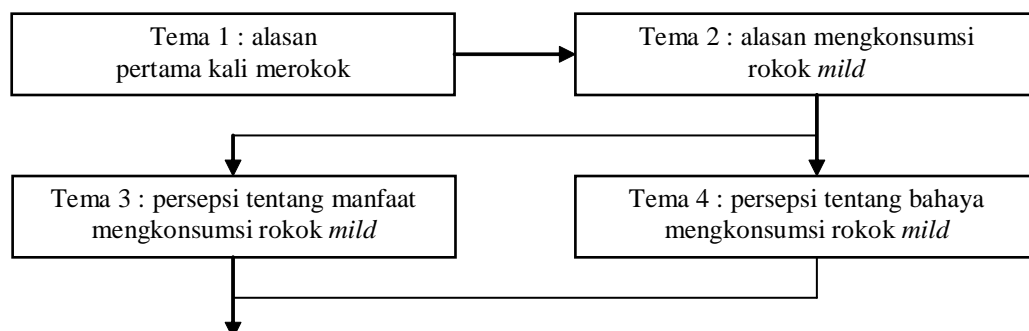 Tema 1 : alasan
pertama kali merokok
Tema 2 : alasan mengkonsumsi
rokok mild
Tema 3 : persepsi tentang manfaat
mengkonsumsi rokok mild
Tema 4 : persepsi tentang bahaya
mengkonsumsi rokok mild